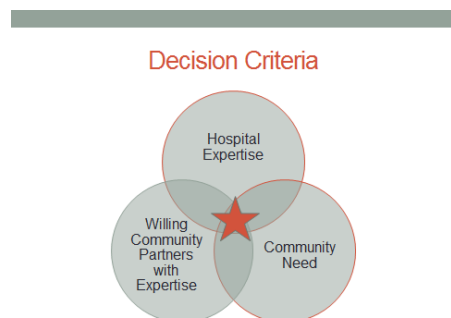 Decision Criteria
Hospital
Expertise
Willing
Community
Partners
with
Expertise
Community
Need